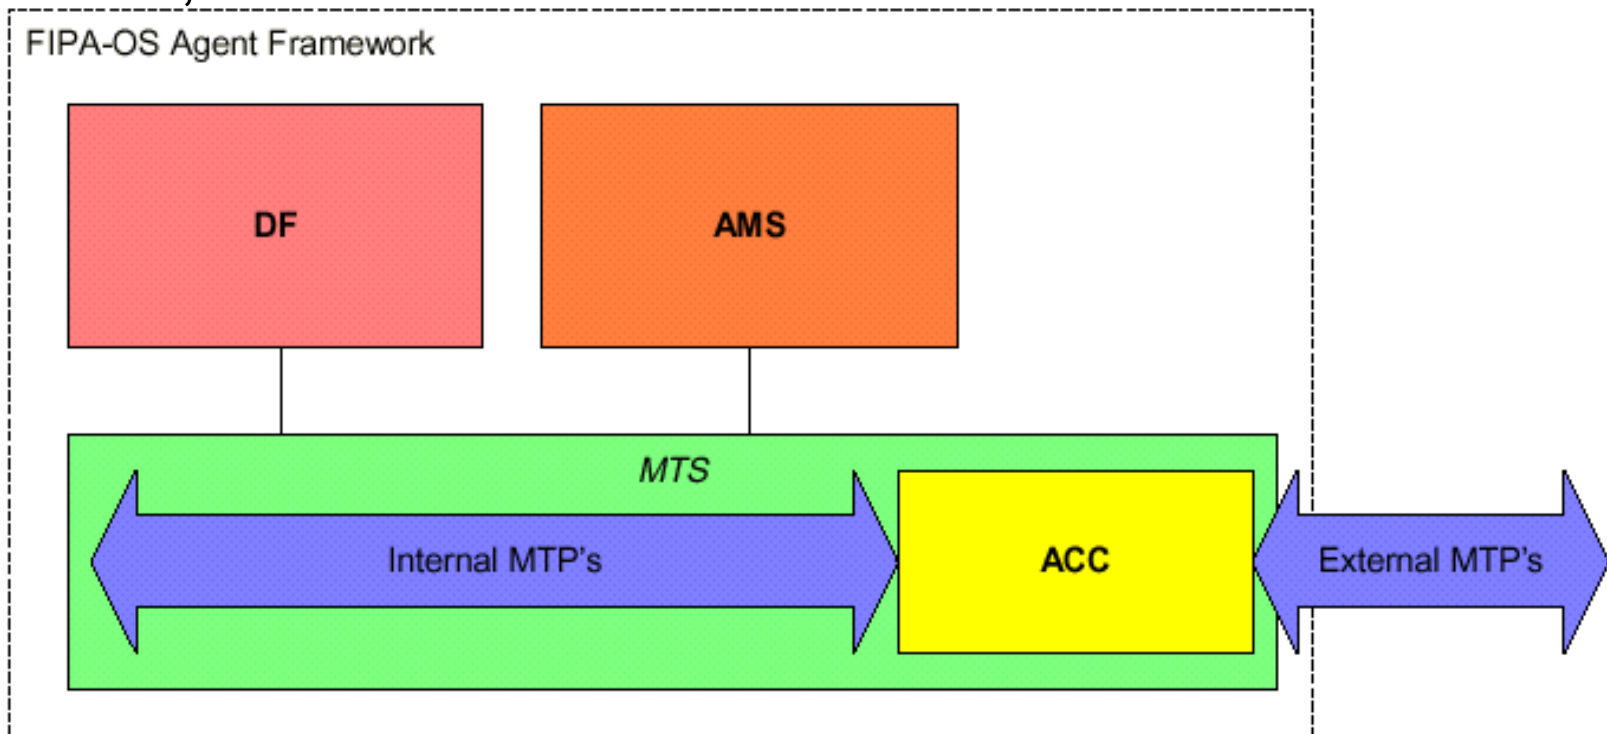 FIPA-OS Agent Framework
DF
AMS
MTS
Internal MTP's
ACC
External MTP's